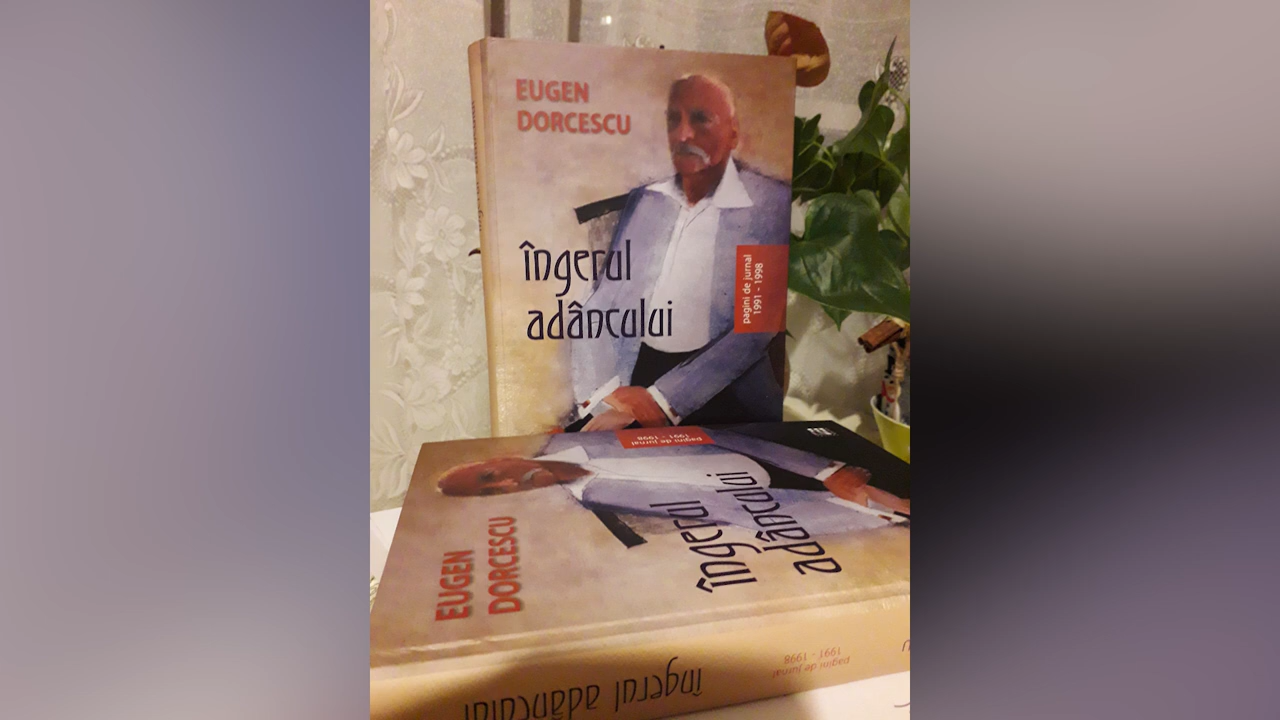 EUGEN
DORCESCU
îngerul
adâncului
pagini de jurnal
1991 - 1998
pagini de jurnal
1991 - 1998
EUGEN
DORCESCU
îngerul
adâncului
îngerul adâncului
pagini de jurnal
1991 - 1998